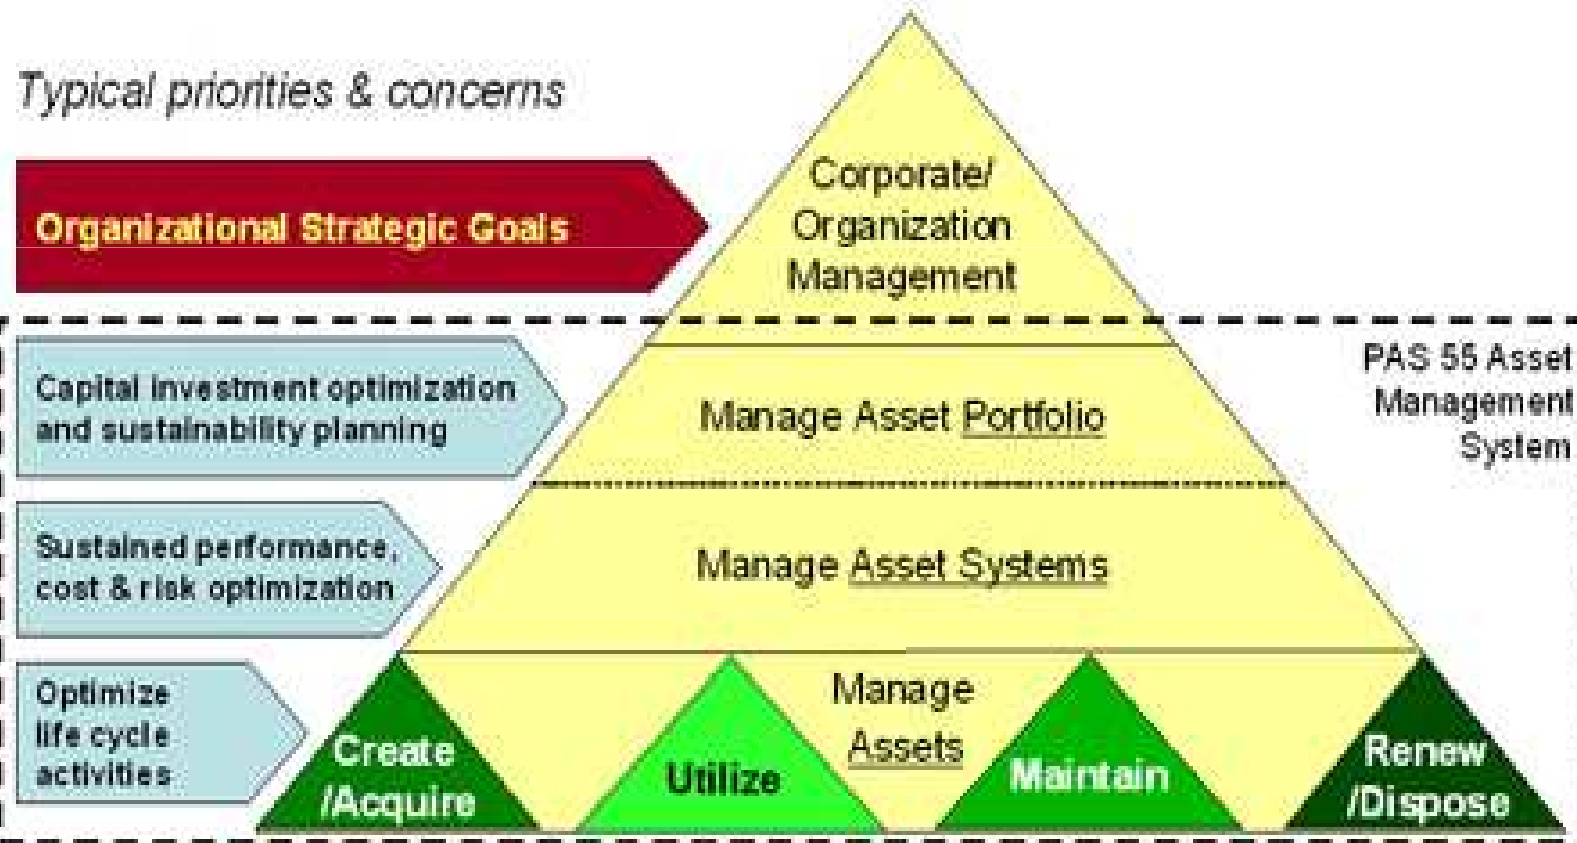 Typical priorities & concerns
Organizational Strategic Goals
Corporate/
Organization
Management
Capital investment optimization
and sustainability planning
Manage Asset Portfolio
PAS 55 Asset
Management
System
Sustained performance,
cost & risk optimization
Manage Asset Systems
Optimize
life cycle
activities
Manage
Assets
Create
/Acquire
Utilize
Maintain
Renew
/Dispose